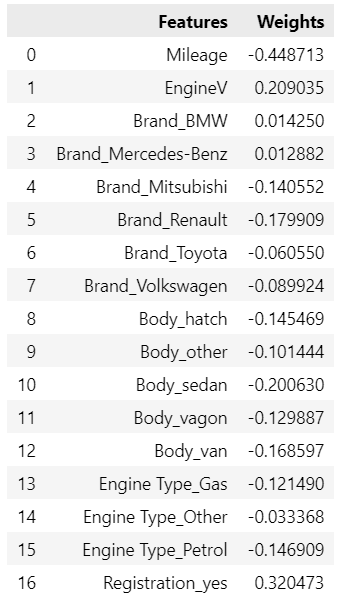 Features Weights
0 Mileage -0.448713
1 EngineV 0.209035
2 Brand_BMW 0.014250
3 Brand_Mercedes-Benz 0.012882
4 Brand_Mitsubishi -0.140552
5 Brand_Renault -0.179909
6 Brand_Toyota -0.060550
7 Brand_Volkswagen -0.089924
8 Body_hatch -0.145469
9 Body_other -0.101444
10 Body_sedan -0.200630
11 Body_vagon -0.129887
12 Body_van -0.168597
13 Engine Type_Gas -0.121490
14 Engine Type_Other -0.033368
15 Engine Type_Petrol -0.146909
16 Registration_yes 0.320473